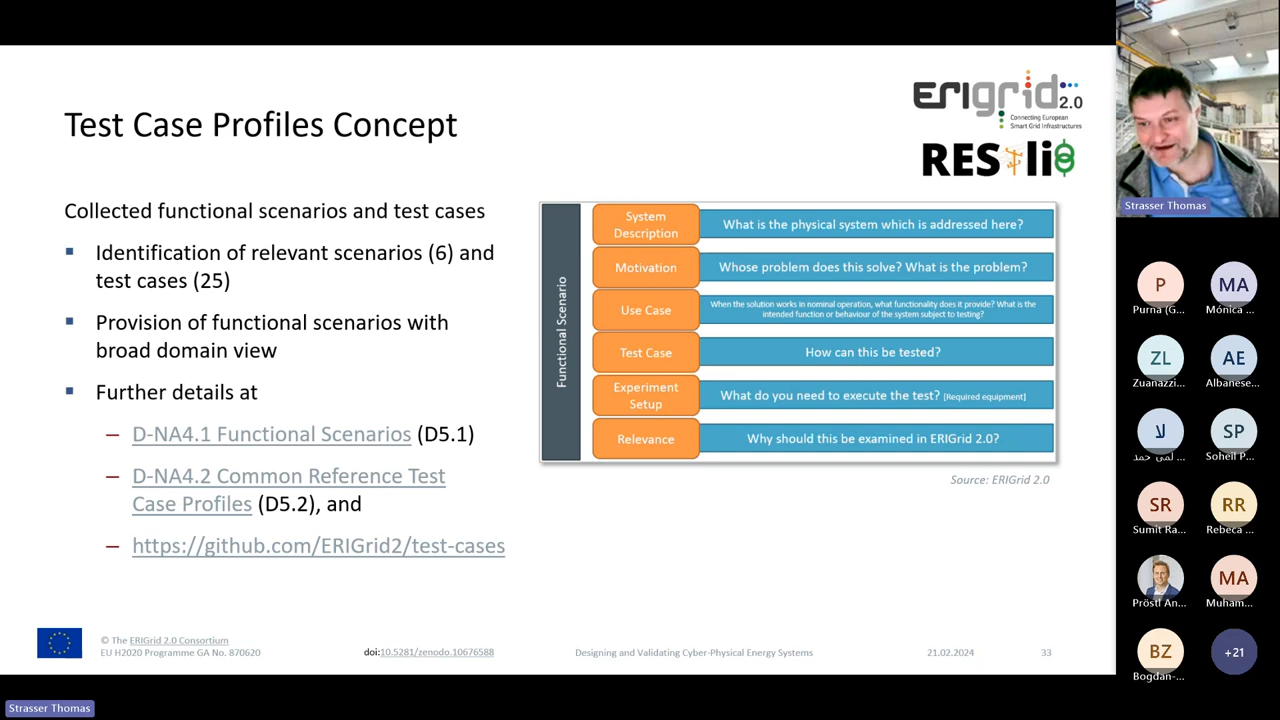 Test Case Profiles Concept
ERIgrid 2.0
Connecting European
Smart Grid Infrastructures
RESili8
Collected functional scenarios and test cases
Identification of relevant scenarios (6) and
test cases (25)
Provision of functional scenarios with
broad domain view
Further details at
– D-NA4.1 Functional Scenarios (D5.1)
– D-NA4.2 Common Reference Test
Case Profiles (D5.2), and
– https://github.com/ERIGrid2/test-cases
Functional Scenario
System
Description
What is the physical system which is addressed here?
Motivation
Whose problem does this solve? What is the problem?
Use Case
When the solution works in nominal operation, what functionality does it provide? What is the
intended function or behaviour of the system subject to testing?
Test Case
How can this be tested?
Experiment
Setup
What do you need to execute the test? [Required equipment]
Relevance
Why should this be examined in ERIGrid 2.0?
Source: ERIGrid 2.0
© The ERIGrid 2.0 Consortium
EU H2020 Programme GA No. 870620
doi:10.5281/zenodo.10676588
Designing and Validating Cyber-Physical Energy Systems
21.02.2024
33
Strasser Thomas
Strasser Thomas
P
Purna (G...
MA
Mónica ...
ZL
Zuanazzi...
AE
Albanese...
لا
لمى حمد ...
SP
Soheil P...
SR
Sumit Ra...
RR
Rebeca ...
Pröstl An...
MA
Muham...
BZ
Bogdan-...
+21
Strasser Thomas